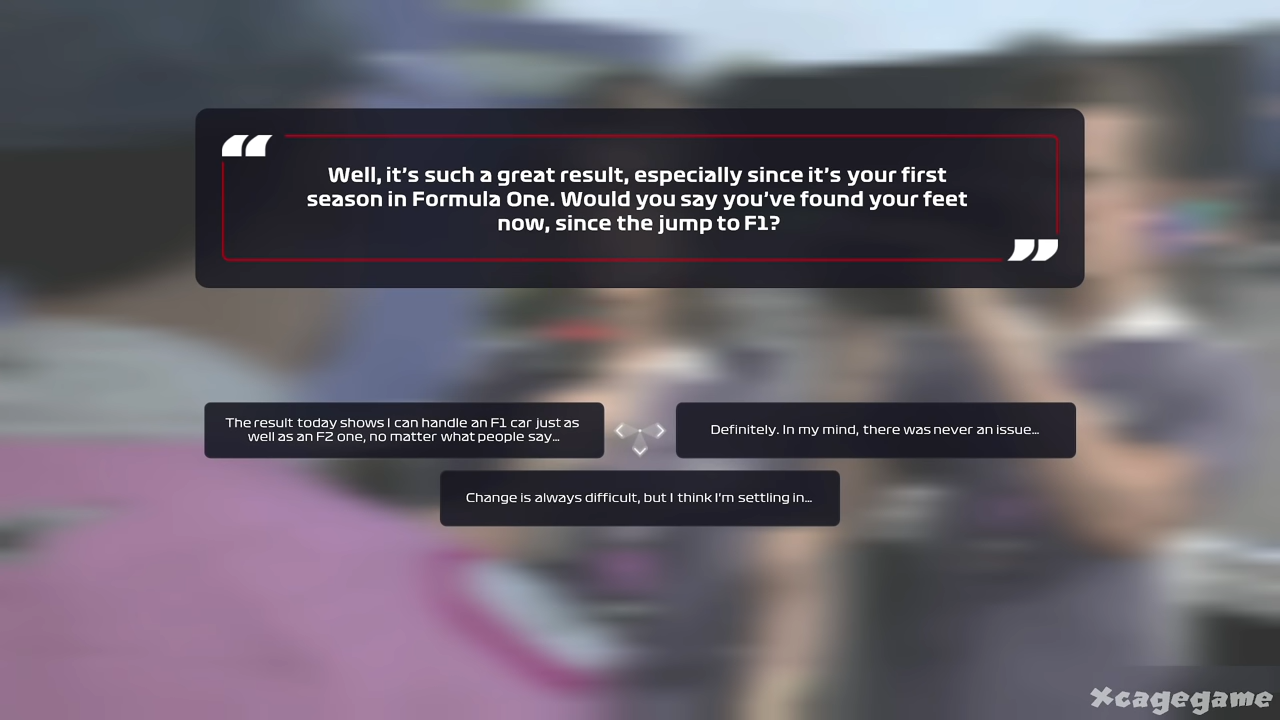 Well, it's such a great result, especially since it's your first
season in Formula One. Would you say you've found your feet
now, since the jump to F1?
The result today shows I can handle an F1 car just as
well as an F2 one, no matter what people say...
Definitely. In my mind, there was never an issue...
Change is always difficult, but I think I'm settling in...
Xcagegame